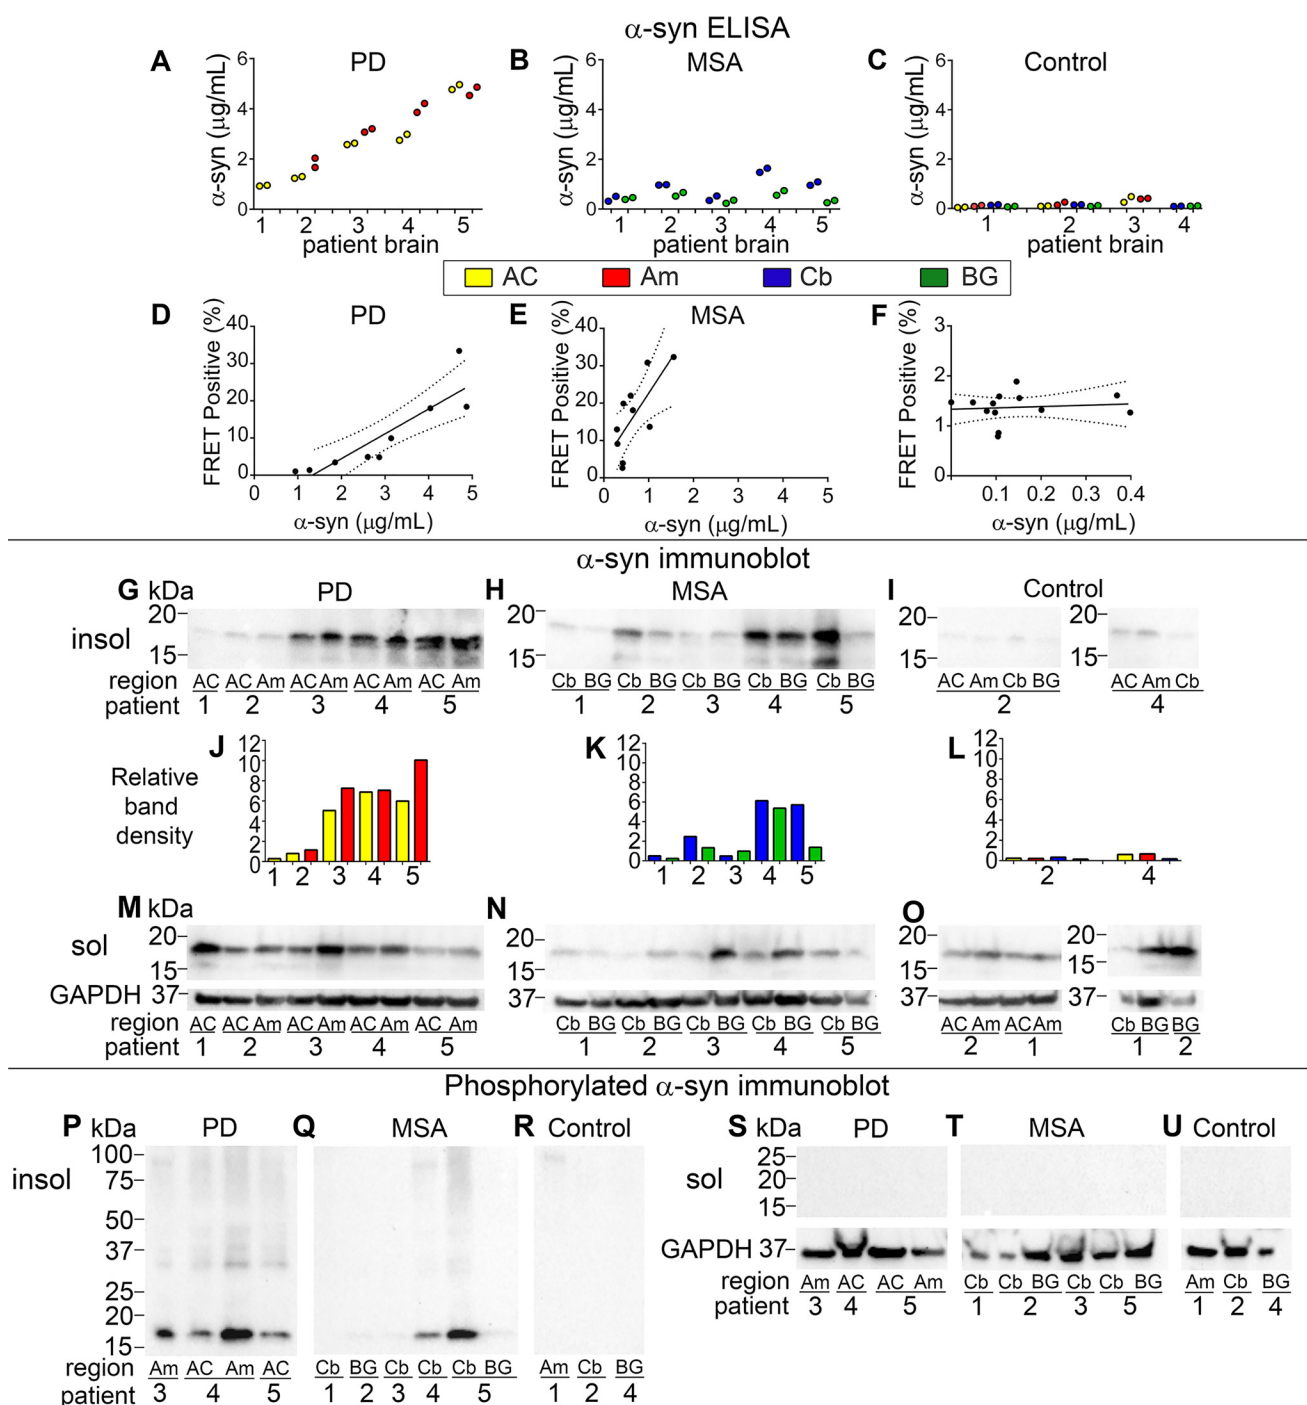 α-syn ELISA
A PD B MSA C Control
α-syn (μg/mL) α-syn (μg/mL) α-syn (μg/mL)
6 6 6
4 4 4
2 2 2
0 0 0
1 2 3 4 5 1 2 3 4 5 1 2 3 4
patient brain patient brain patient brain
AC Am Cb BG
D PD E MSA F
FRET Positive (%) FRET Positive (%) FRET Positive (%)
40 40 3
30 30 2
20 20 1
10 10 0
0 0
0 1 2 3 4 5 0 1 2 3 4 5 0.1 0.2 0.3 0.4
α-syn (μg/mL) α-syn (μg/mL) α-syn (μg/mL)
α-syn immunoblot
G kDa PD H MSA I Control
20 20 20 20
insol
15 15 15 15
region AC AC Am AC Am AC Am AC Am Cb BG Cb BG Cb BG Cb BG Cb BG AC Am Cb BG AC Am Cb
patient 1 2 3 4 5 1 2 3 4 5 2 4
J K L
Relative band density
12 12 12
10 10 10
8 8 8
6 6 6
4 4 4
2 2 2
0 0 0
1 2 3 4 5 1 2 3 4 5 2 4
M kDa N O
20 20 20 20
sol
15 15 15 15
GAPDH 37 37 37 37
region AC AC Am AC Am AC Am AC Am Cb BG Cb BG Cb BG Cb BG Cb BG AC Am AC Am Cb BG BG
patient 1 2 3 4 5 1 2 3 4 5 2 1 1 2
Phosphorylated α-syn immunoblot
P kDa PD Q MSA R Control S kDa PD T MSA U Control
insol
100
75
50
37
25
20
15
region Am AC Am AC Cb BG Cb Cb Cb BG Am Cb BG
patient 3 4 5 1 2 3 4 5 1 2 4
sol
25
20
15
GAPDH 37
region Am AC AC Am Cb Cb BG Cb Cb BG Am Cb BG
patient 3 4 5 1 2 3 5 1 2 4